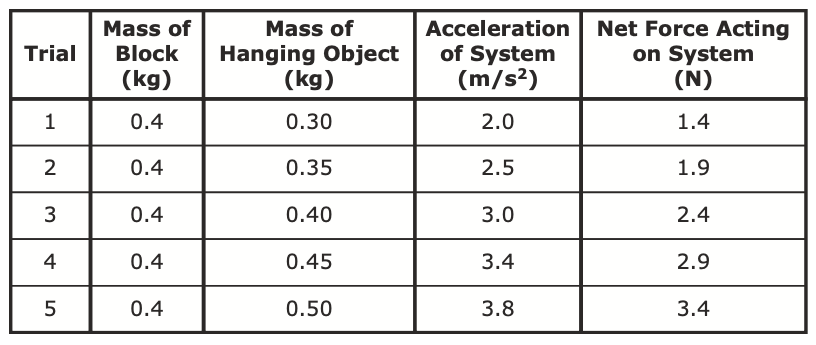 Trial Mass of Block (kg) Mass of Hanging Object (kg) Acceleration of System (m/s²) Net Force Acting on System (N)
1 0.4 0.30 2.0 1.4
2 0.4 0.35 2.5 1.9
3 0.4 0.40 3.0 2.4
4 0.4 0.45 3.4 2.9
5 0.4 0.50 3.8 3.4